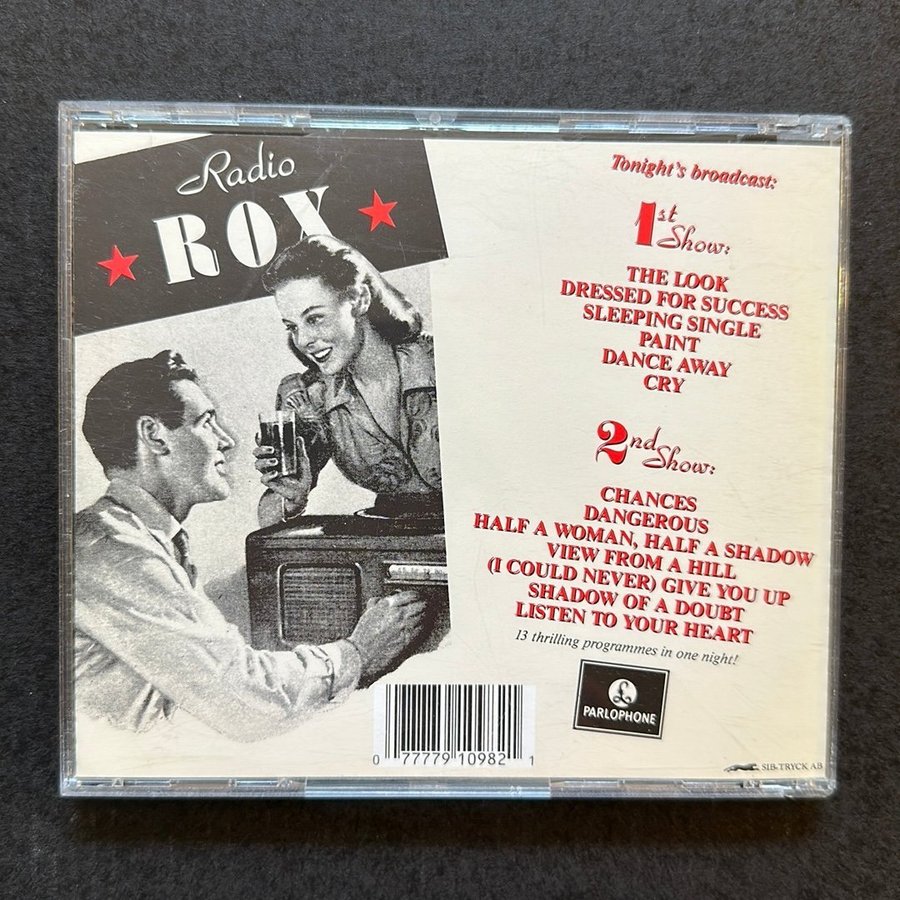 Radio
ROX
Tonight's broadcast:
1st Show:
THE LOOK
DRESSED FOR SUCCESS
SLEEPING SINGLE
PAINT
DANCE AWAY
CRY
2nd Show:
CHANCES
DANGEROUS
HALF A WOMAN, HALF A SHADOW
VIEW FROM A HILL
(I COULD NEVER) GIVE YOU UP
SHADOW OF A DOUBT
LISTEN TO YOUR HEART
13 thrilling programmes in one night!
£
PARLOPHONE
0 77779 10982 1
SIB-TRYCK AB